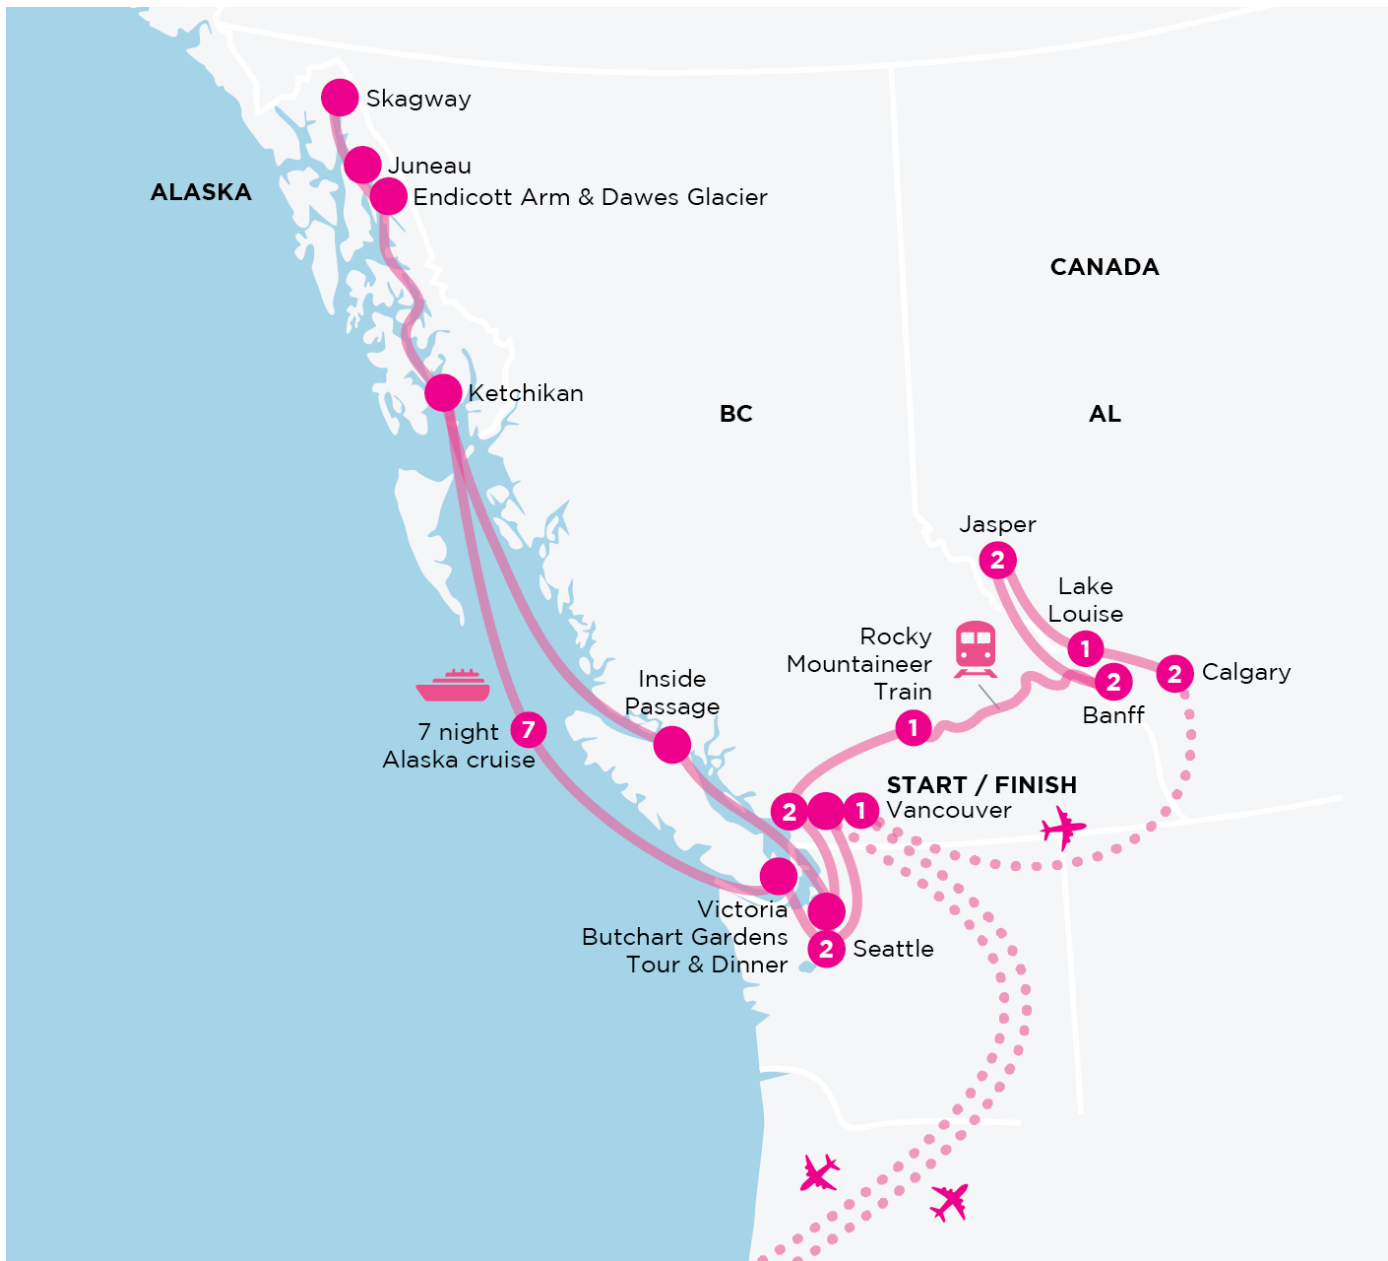 Skagway
Juneau
ALASKA
Endicott Arm & Dawes Glacier
CANADA
Ketchikan
BC
AL
Jasper
2
Lake
Louise
1
Rocky
Mountaineer
Train
1
2
Calgary
2
Banff
Inside
Passage
7 night
Alaska cruise
7
START / FINISH
2
1
Vancouver
Victoria
Butchart Gardens
Tour & Dinner
2
Seattle